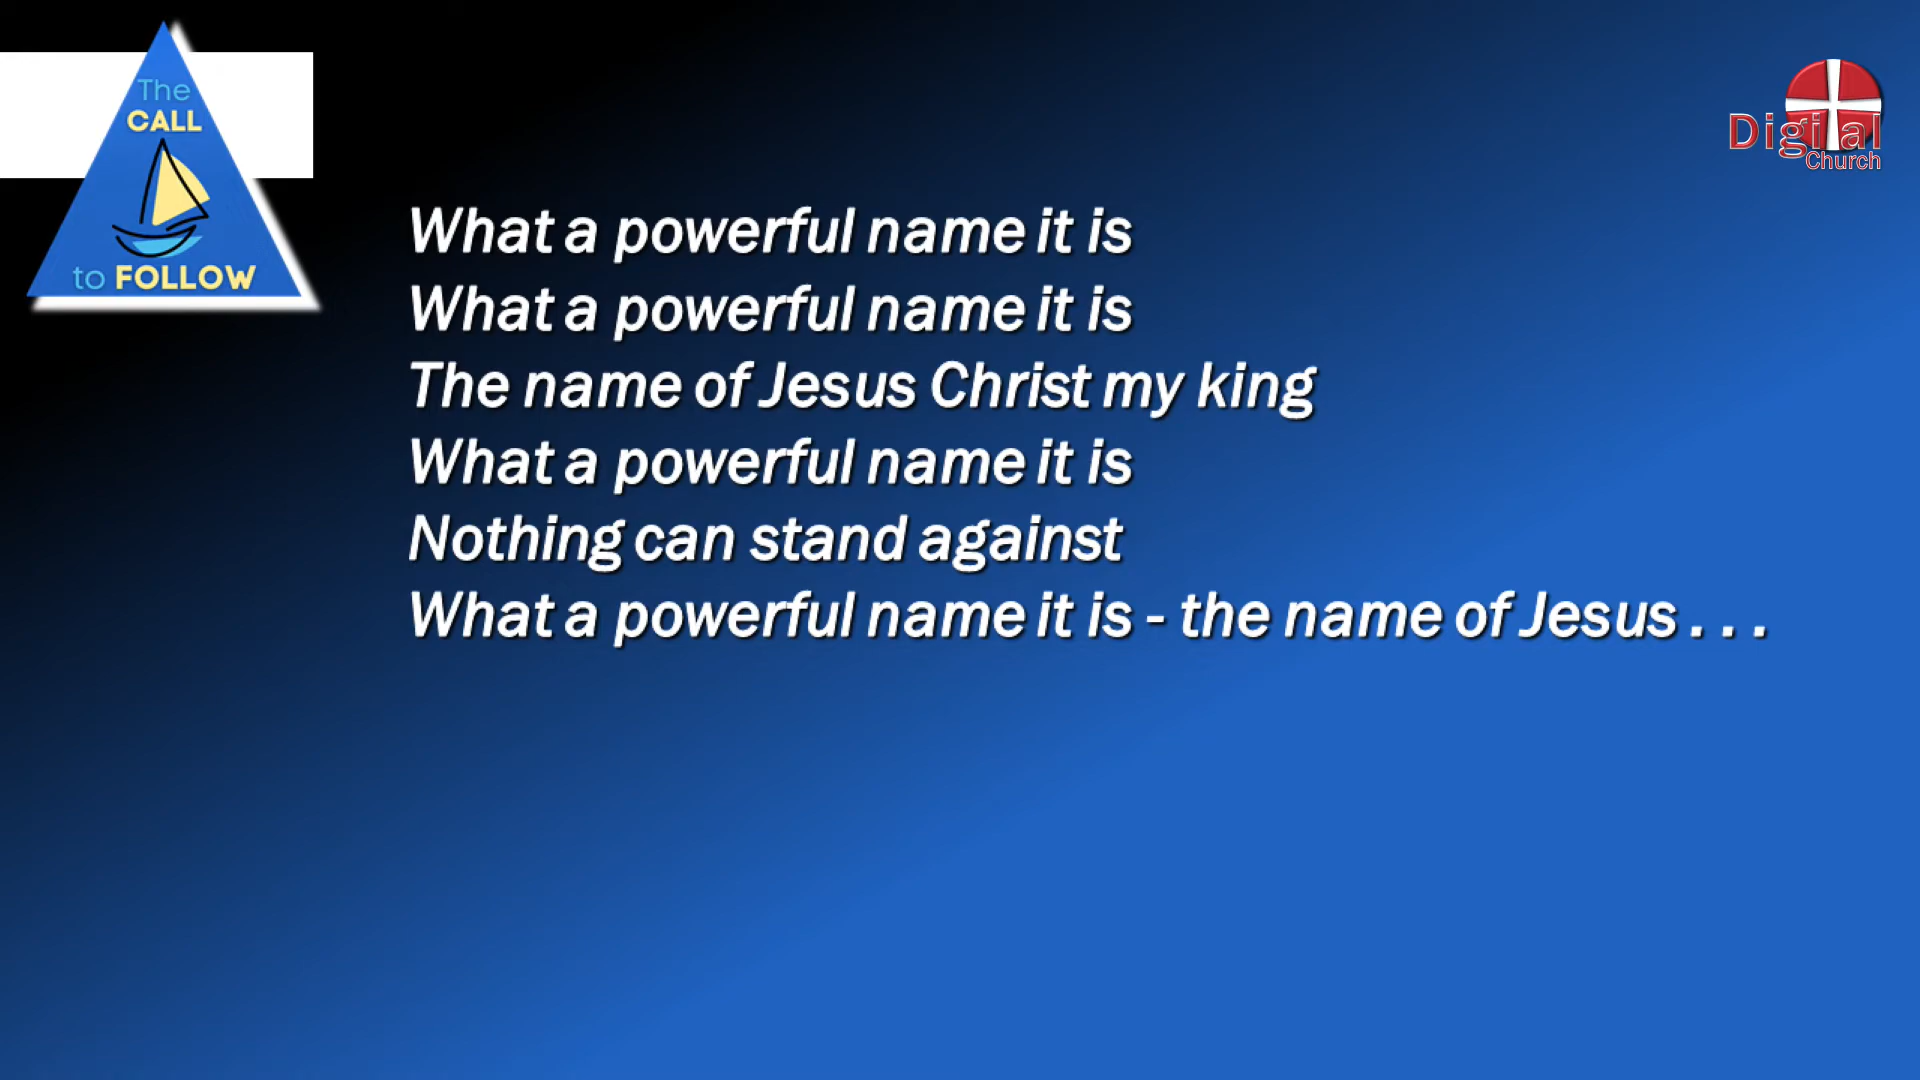 The
CALL
to FOLLOW
Digital
Church
What a powerful name it is
What a powerful name it is
The name of Jesus Christ my king
What a powerful name it is
Nothing can stand against
What a powerful name it is - the name of Jesus . . .